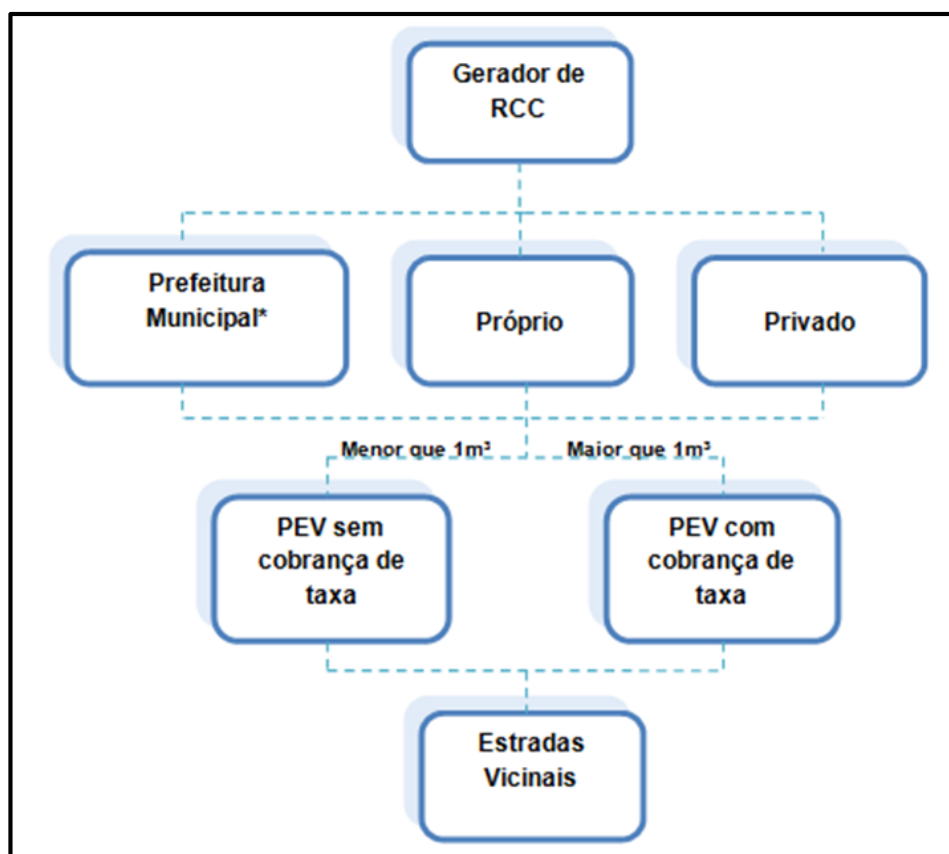 Gerador de
RCC
Prefeitura
Municipal*
Próprio
Privado
Menor que 1m³
Maior que 1m³
PEV sem
cobrança de
taxa
PEV com
cobrança de
taxa
Estradas
Vicinais